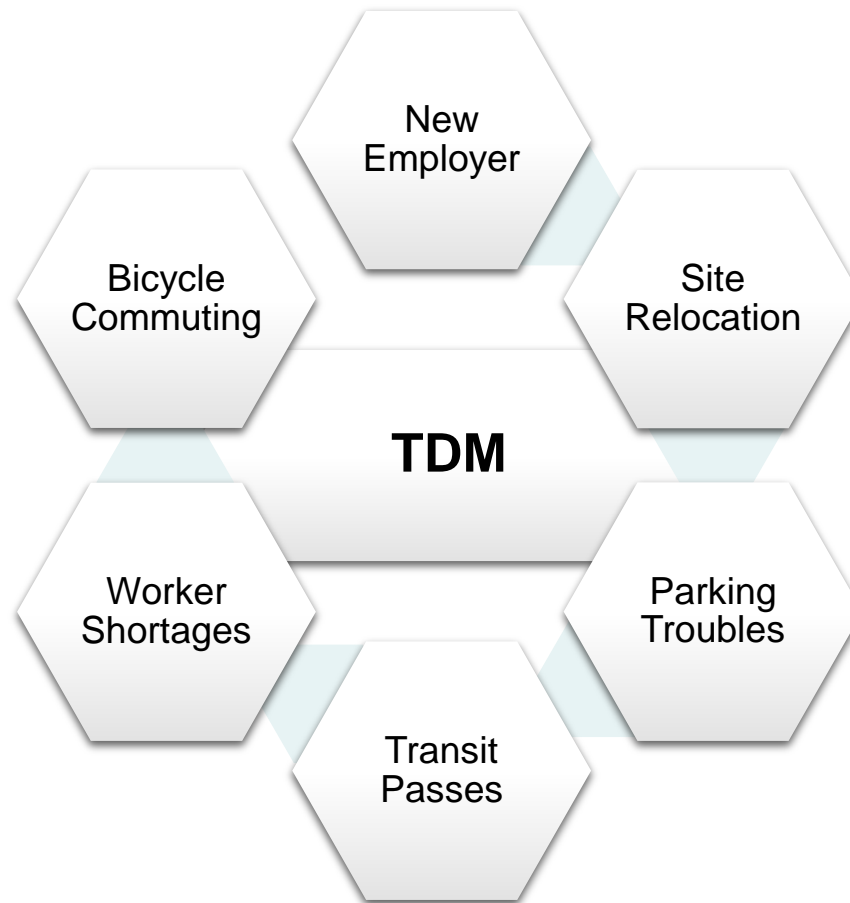 New
Employer
Bicycle
Commuting
Site
Relocation
TDM
Worker
Shortages
Parking
Troubles
Transit
Passes